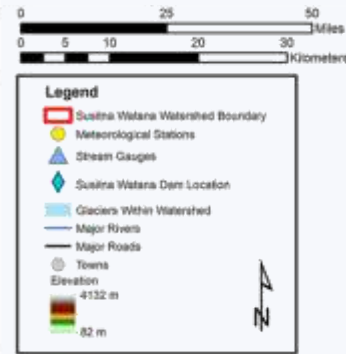 0 25 50
Miles
0 5 10 20 30
Kilometers
Legend
Susitna Watana Watershed Boundary
Meteorological Stations
Stream Gauges
Susitna Watana Dam Location
Glaciers Within Watershed
Major Rivers
Major Roads
Towns
Elevation
4132 m
82 m
N